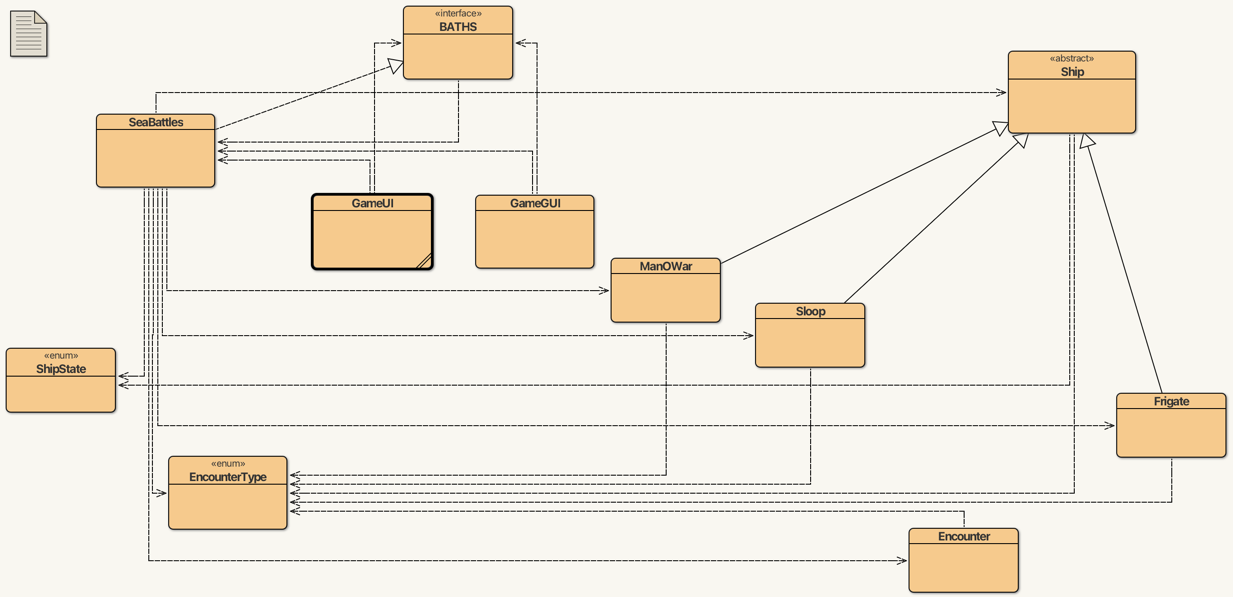 «interface»
BATHS
«abstract»
Ship
SeaBattles
GameUI
GameGUI
ManOWar
Sloop
«enum»
ShipState
Frigate
«enum»
EncounterType
Encounter